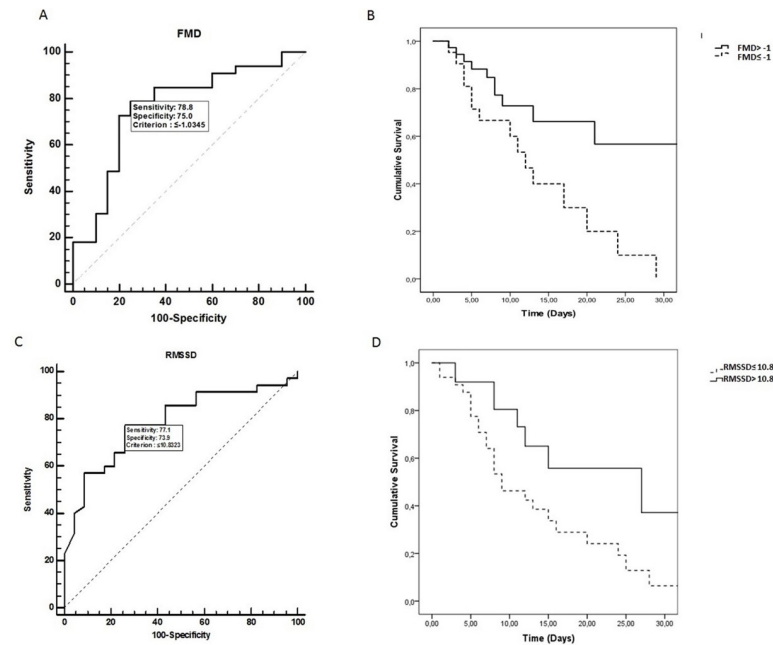 A
FMD
100
80
60
40
20
0
Sensitivity
Sensitivity: 78.8
Specificity: 75.0
Criterion : ≤-1.0345
0 20 40 60 80 100
100-Specificity
B
1,0
0,8
0,6
0,4
0,2
0,0
Cumulative Survival
0,00 5,00 10,00 15,00 20,00 25,00 30,00
Time (Days)
FMD> -1
FMD≤ -1
C
RMSSD
100
80
60
40
20
0
Sensitivity
Sensitivity: 77.1
Specificity: 73.9
Criterion : ≤10.8323
0 20 40 60 80 100
100-Specificity
D
1,0
0,8
0,6
0,4
0,2
0,0
Cumulative Survival
0,00 5,00 10,00 15,00 20,00 25,00 30,00
Time (Days)
RMSSD≤ 10.8
RMSSD> 10.8